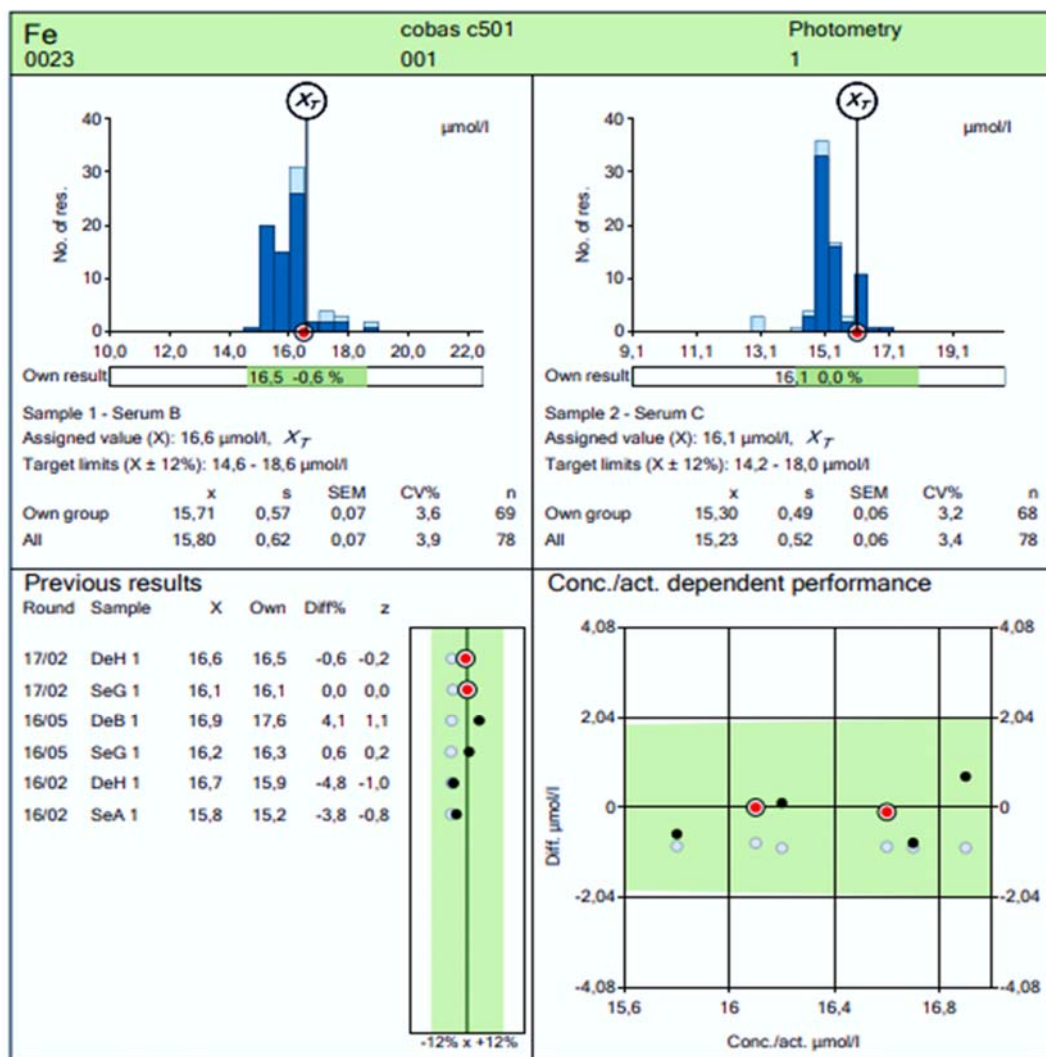 Fe cobas c501 Photometry
0023 001 1
X_T
40 µmol/l
30
20
10
0
No. of res.
10,0 12,0 14,0 16,0 18,0 20,0 22,0
Own result 16,5 -0,6 %
Sample 1 - Serum B
Assigned value (X): 16,6 µmol/l, X_T
Target limits (X ± 12%): 14,6 - 18,6 µmol/l
x s SEM CV% n
Own group 15,71 0,57 0,07 3,6 69
All 15,80 0,62 0,07 3,9 78
X_T
40 µmol/l
30
20
10
0
No. of res.
9,1 11,1 13,1 15,1 17,1 19,1
Own result 16,1 0,0 %
Sample 2 - Serum C
Assigned value (X): 16,1 µmol/l, X_T
Target limits (X ± 12%): 14,2 - 18,0 µmol/l
x s SEM CV% n
Own group 15,30 0,49 0,06 3,2 68
All 15,23 0,52 0,06 3,4 78
Previous results
Round Sample X Own Diff% z
17/02 DeH 1 16,6 16,5 -0,6 -0,2
17/02 SeG 1 16,1 16,1 0,0 0,0
16/05 DeB 1 16,9 17,6 4,1 1,1
16/05 SeG 1 16,2 16,3 0,6 0,2
16/02 DeH 1 16,7 15,9 -4,8 -1,0
16/02 SeA 1 15,8 15,2 -3,8 -0,8
-12% x +12%
Conc./act. dependent performance
4,08 4,08
2,04 2,04
0 0
-2,04 -2,04
-4,08 -4,08
Diff. µmol/l
15,6 16 16,4 16,8
Conc./act. µmol/l